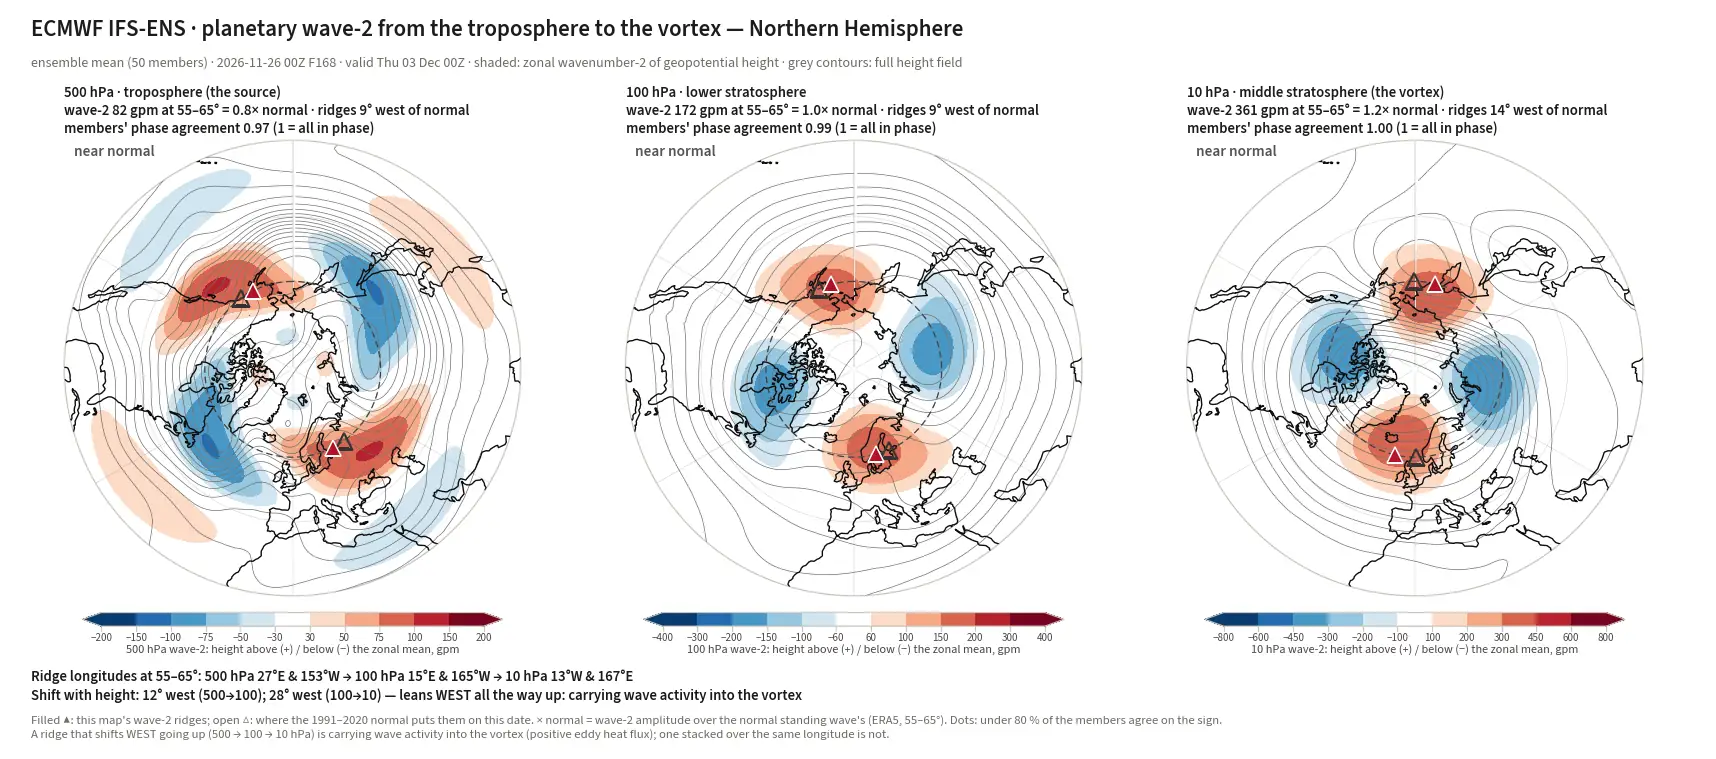 ECMWF IFS-ENS · planetary wave-2 from the troposphere to the vortex — Northern Hemisphere
ensemble mean (50 members) · 2026-11-26 00Z F168 · valid Thu 03 Dec 00Z · shaded: zonal wavenumber-2 of geopotential height · grey contours: full height field
500 hPa · troposphere (the source)
wave-2 82 gpm at 55–65° = 0.8× normal · ridges 9° west of normal
members' phase agreement 0.97 (1 = all in phase)
near normal
100 hPa · lower stratosphere
wave-2 172 gpm at 55–65° = 1.0× normal · ridges 9° west of normal
members' phase agreement 0.99 (1 = all in phase)
near normal
10 hPa · middle stratosphere (the vortex)
wave-2 361 gpm at 55–65° = 1.2× normal · ridges 14° west of normal
members' phase agreement 1.00 (1 = all in phase)
near normal
−200 −150 −100 −75 −50 −30 30 50 75 100 150 200
500 hPa wave-2: height above (+) / below (−) the zonal mean, gpm
−400 −300 −200 −150 −100 −60 60 100 150 200 300 400
100 hPa wave-2: height above (+) / below (−) the zonal mean, gpm
−800 −600 −450 −300 −200 −100 100 200 300 450 600 800
10 hPa wave-2: height above (+) / below (−) the zonal mean, gpm
Ridge longitudes at 55–65°: 500 hPa 27°E & 153°W → 100 hPa 15°E & 165°W → 10 hPa 13°W & 167°E
Shift with height: 12° west (500→100); 28° west (100→10) — leans WEST all the way up: carrying wave activity into the vortex
Filled ▲: this map's wave-2 ridges; open △: where the 1991–2020 normal puts them on this date. × normal = wave-2 amplitude over the normal standing wave's (ERA5, 55–65°). Dots: under 80 % of the members agree on the sign.
A ridge that shifts WEST going up (500 → 100 → 10 hPa) is carrying wave activity into the vortex (positive eddy heat flux); one stacked over the same longitude is not.